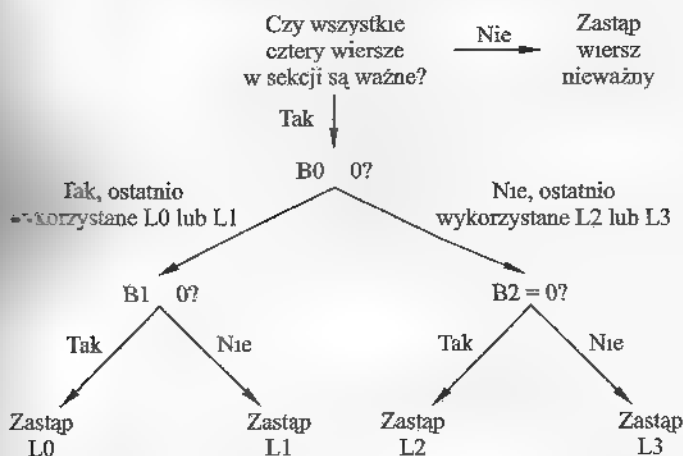 Czy wszystkie
cztery wiersze
w sekcji są ważne?
Nie
Zastąp
wiersz
nieważny
Tak
B0 0?
Tak, ostatnio
wykorzystane L0 lub L1
Nie, ostatnio
wykorzystane L2 lub L3
B1 0?
B2 = 0?
Tak
Nie
Tak
Nie
Zastąp
L0
Zastąp
L1
Zastąp
L2
Zastąp
L3